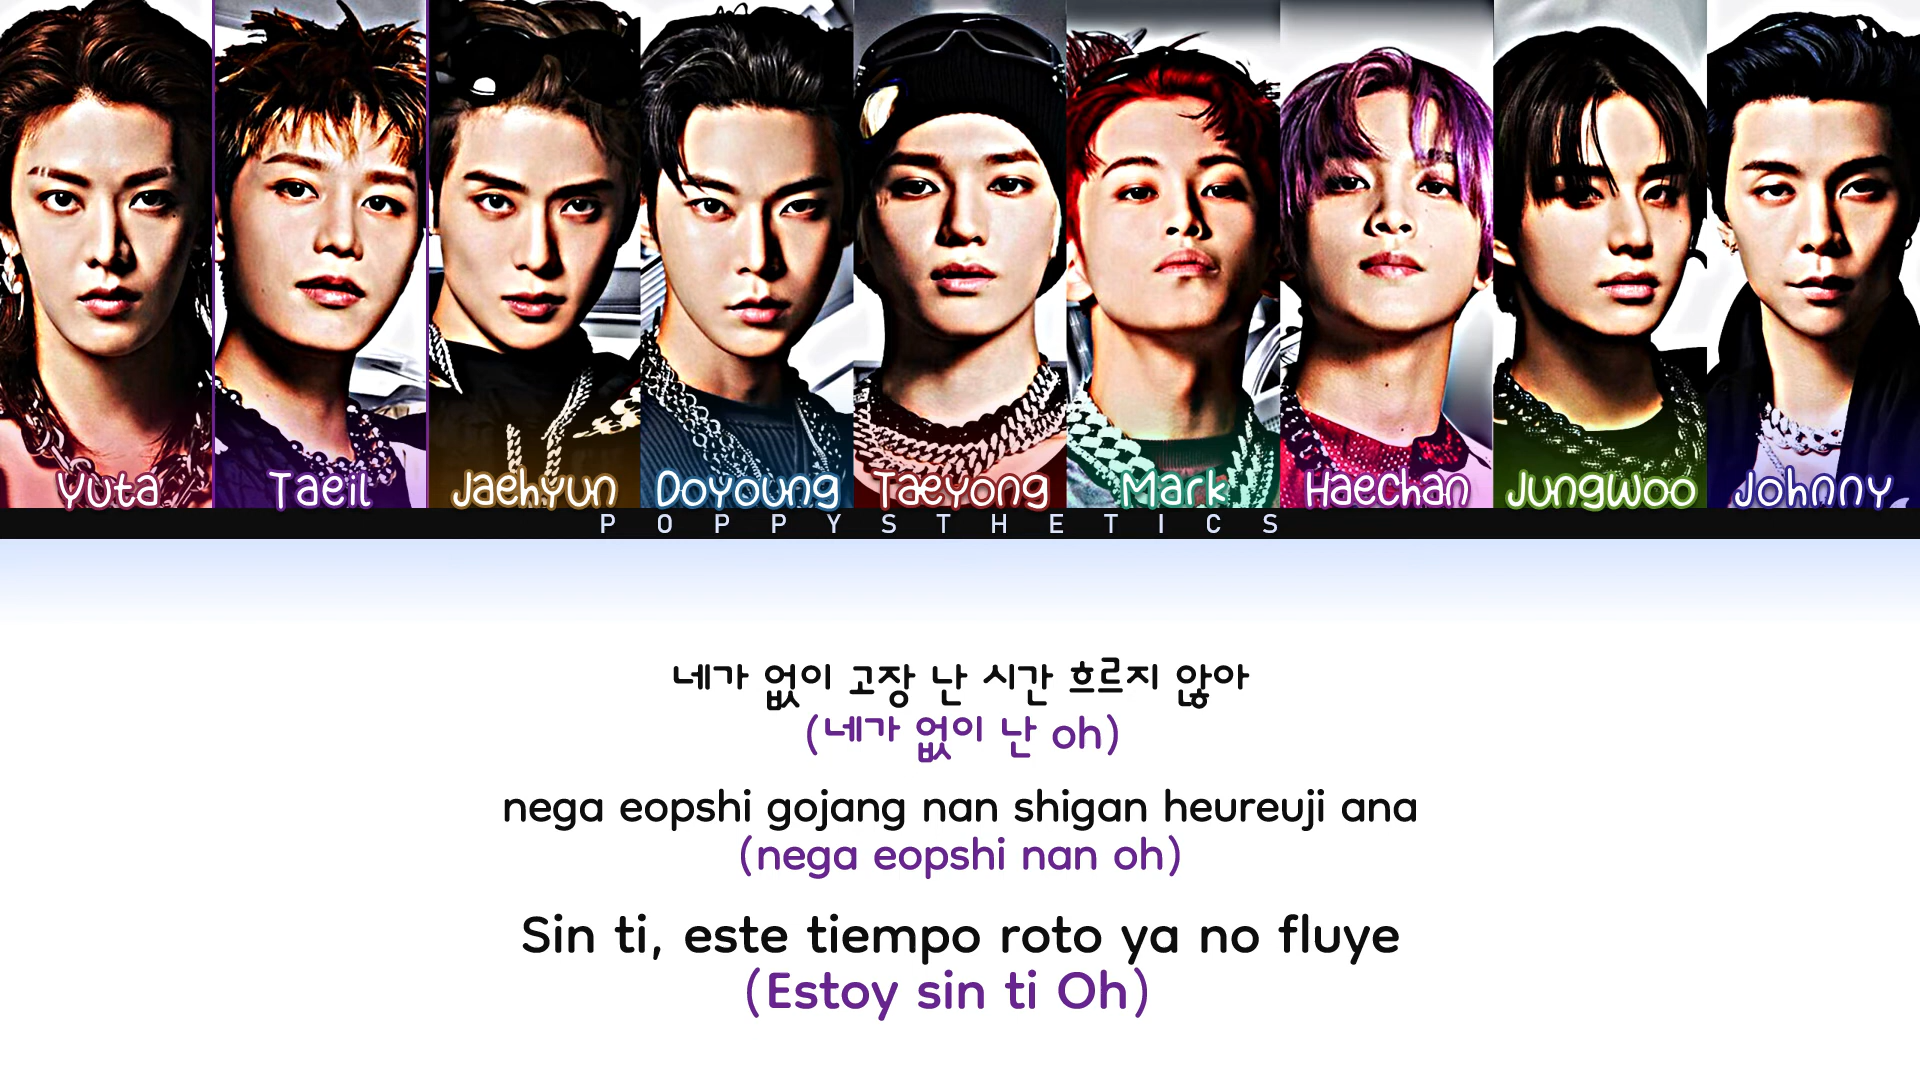 Yuta Taeil Jaehyun Doyoung Taeyong Mark Haechan Jungwoo Johnny
POPPYSTHETICS
네가 없이 고장 난 시간 흐르지 않아
(네가 없이 난 oh)
nega eopshi gojang nan shigan heureuji ana
(nega eopshi nan oh)
Sin ti, este tiempo roto ya no fluye
(Estoy sin ti Oh)